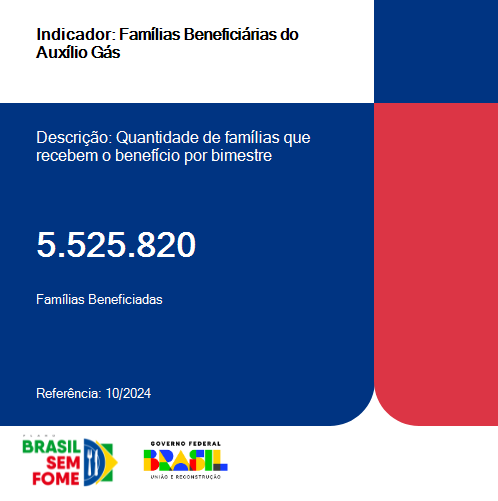 Indicador: Famílias Beneficiárias do
Auxílio Gás
Descrição: Quantidade de famílias que
recebem o benefício por bimestre
5.525.820
Famílias Beneficiadas
Referência: 10/2024
PLANO
BRASIL
SEM
FOME
GOVERNO FEDERAL
BRASIL
UNIÃO E RECONSTRUÇÃO